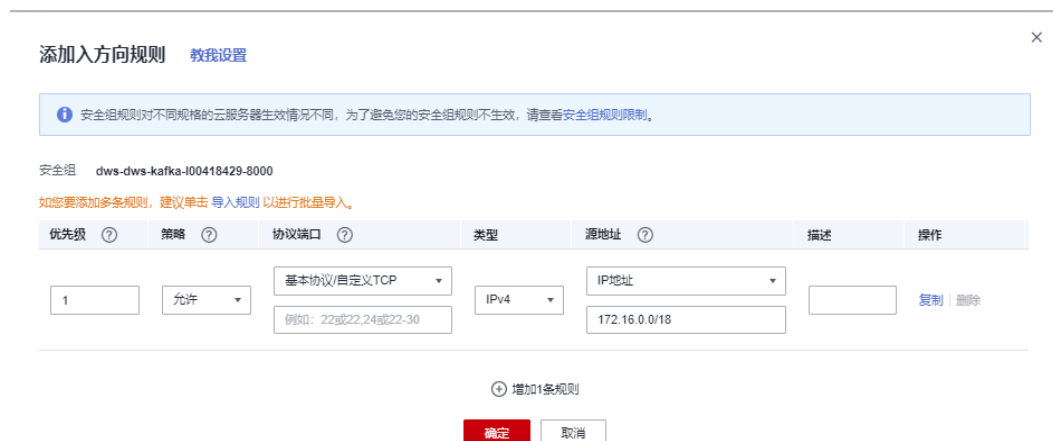 添加入方向规则 教我设置
安全组规则对不同规格的云服务器生效情况不同，为了避免您的安全组规则不生效，请查看安全组规则限制。
安全组 dws-dws-kafka-l00418429-8000
如您要添加多条规则，建议单击 导入规则 以进行批量导入。
优先级 ? 策略 ? 协议端口 ? 类型 源地址 ? 描述 操作
基本协议/自定义TCP IP地址
1 允许 IPv4 复制 删除
例如：22或22,24或22-30 172.16.0.0/18
增加1条规则
确定 取消